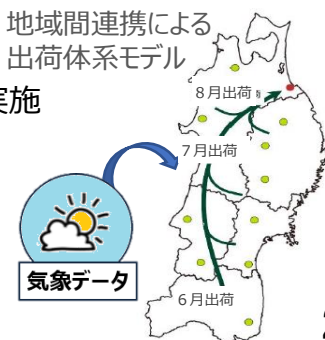 地域間連携による
出荷体系モデル
実施
8月出荷
7月出荷
気象データ
6月出荷